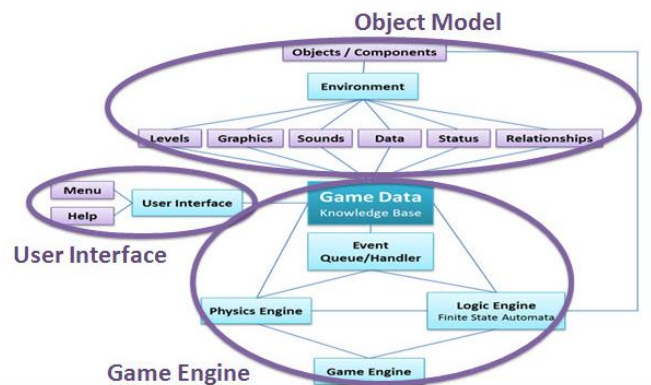 Object Model
Objects / Components
Environment
Levels
Graphics
Sounds
Data
Status
Relationships
Menu
Help
User Interface
User Interface
Game Data
Knowledge Base
Event
Queue/Handler
Physics Engine
Logic Engine
Finite State Automata
Game Engine
Game Engine